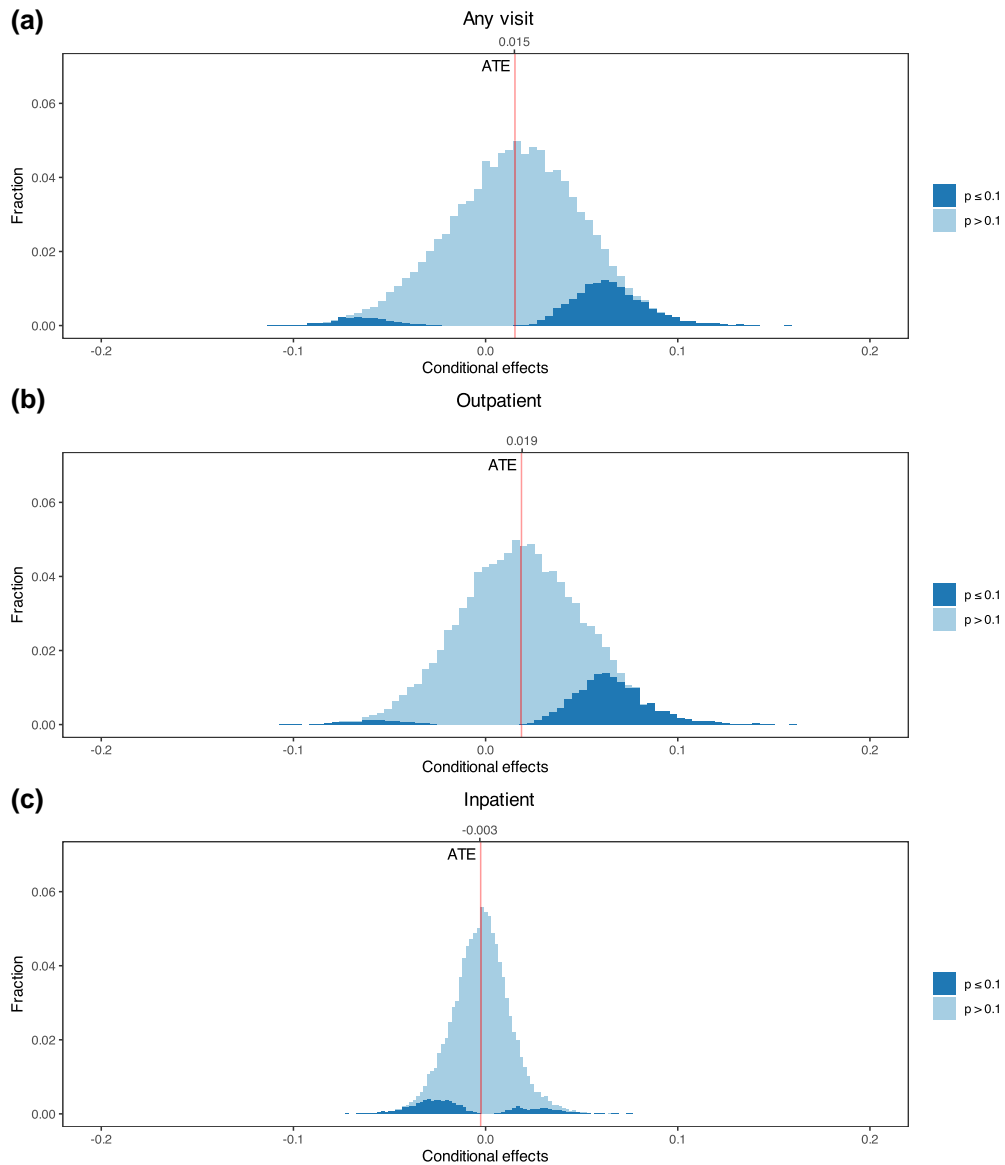 (a)
Any visit
0.015
ATE
0.06
0.04
0.02
0.00
Fraction
-0.2 -0.1 0.0 0.1 0.2
Conditional effects
p ≤ 0.1
p > 0.1
(b)
Outpatient
0.019
ATE
0.06
0.04
0.02
0.00
Fraction
-0.2 -0.1 0.0 0.1 0.2
Conditional effects
p ≤ 0.1
p > 0.1
(c)
Inpatient
-0.003
ATE
0.06
0.04
0.02
0.00
Fraction
-0.2 -0.1 0.0 0.1 0.2
Conditional effects
p ≤ 0.1
p > 0.1